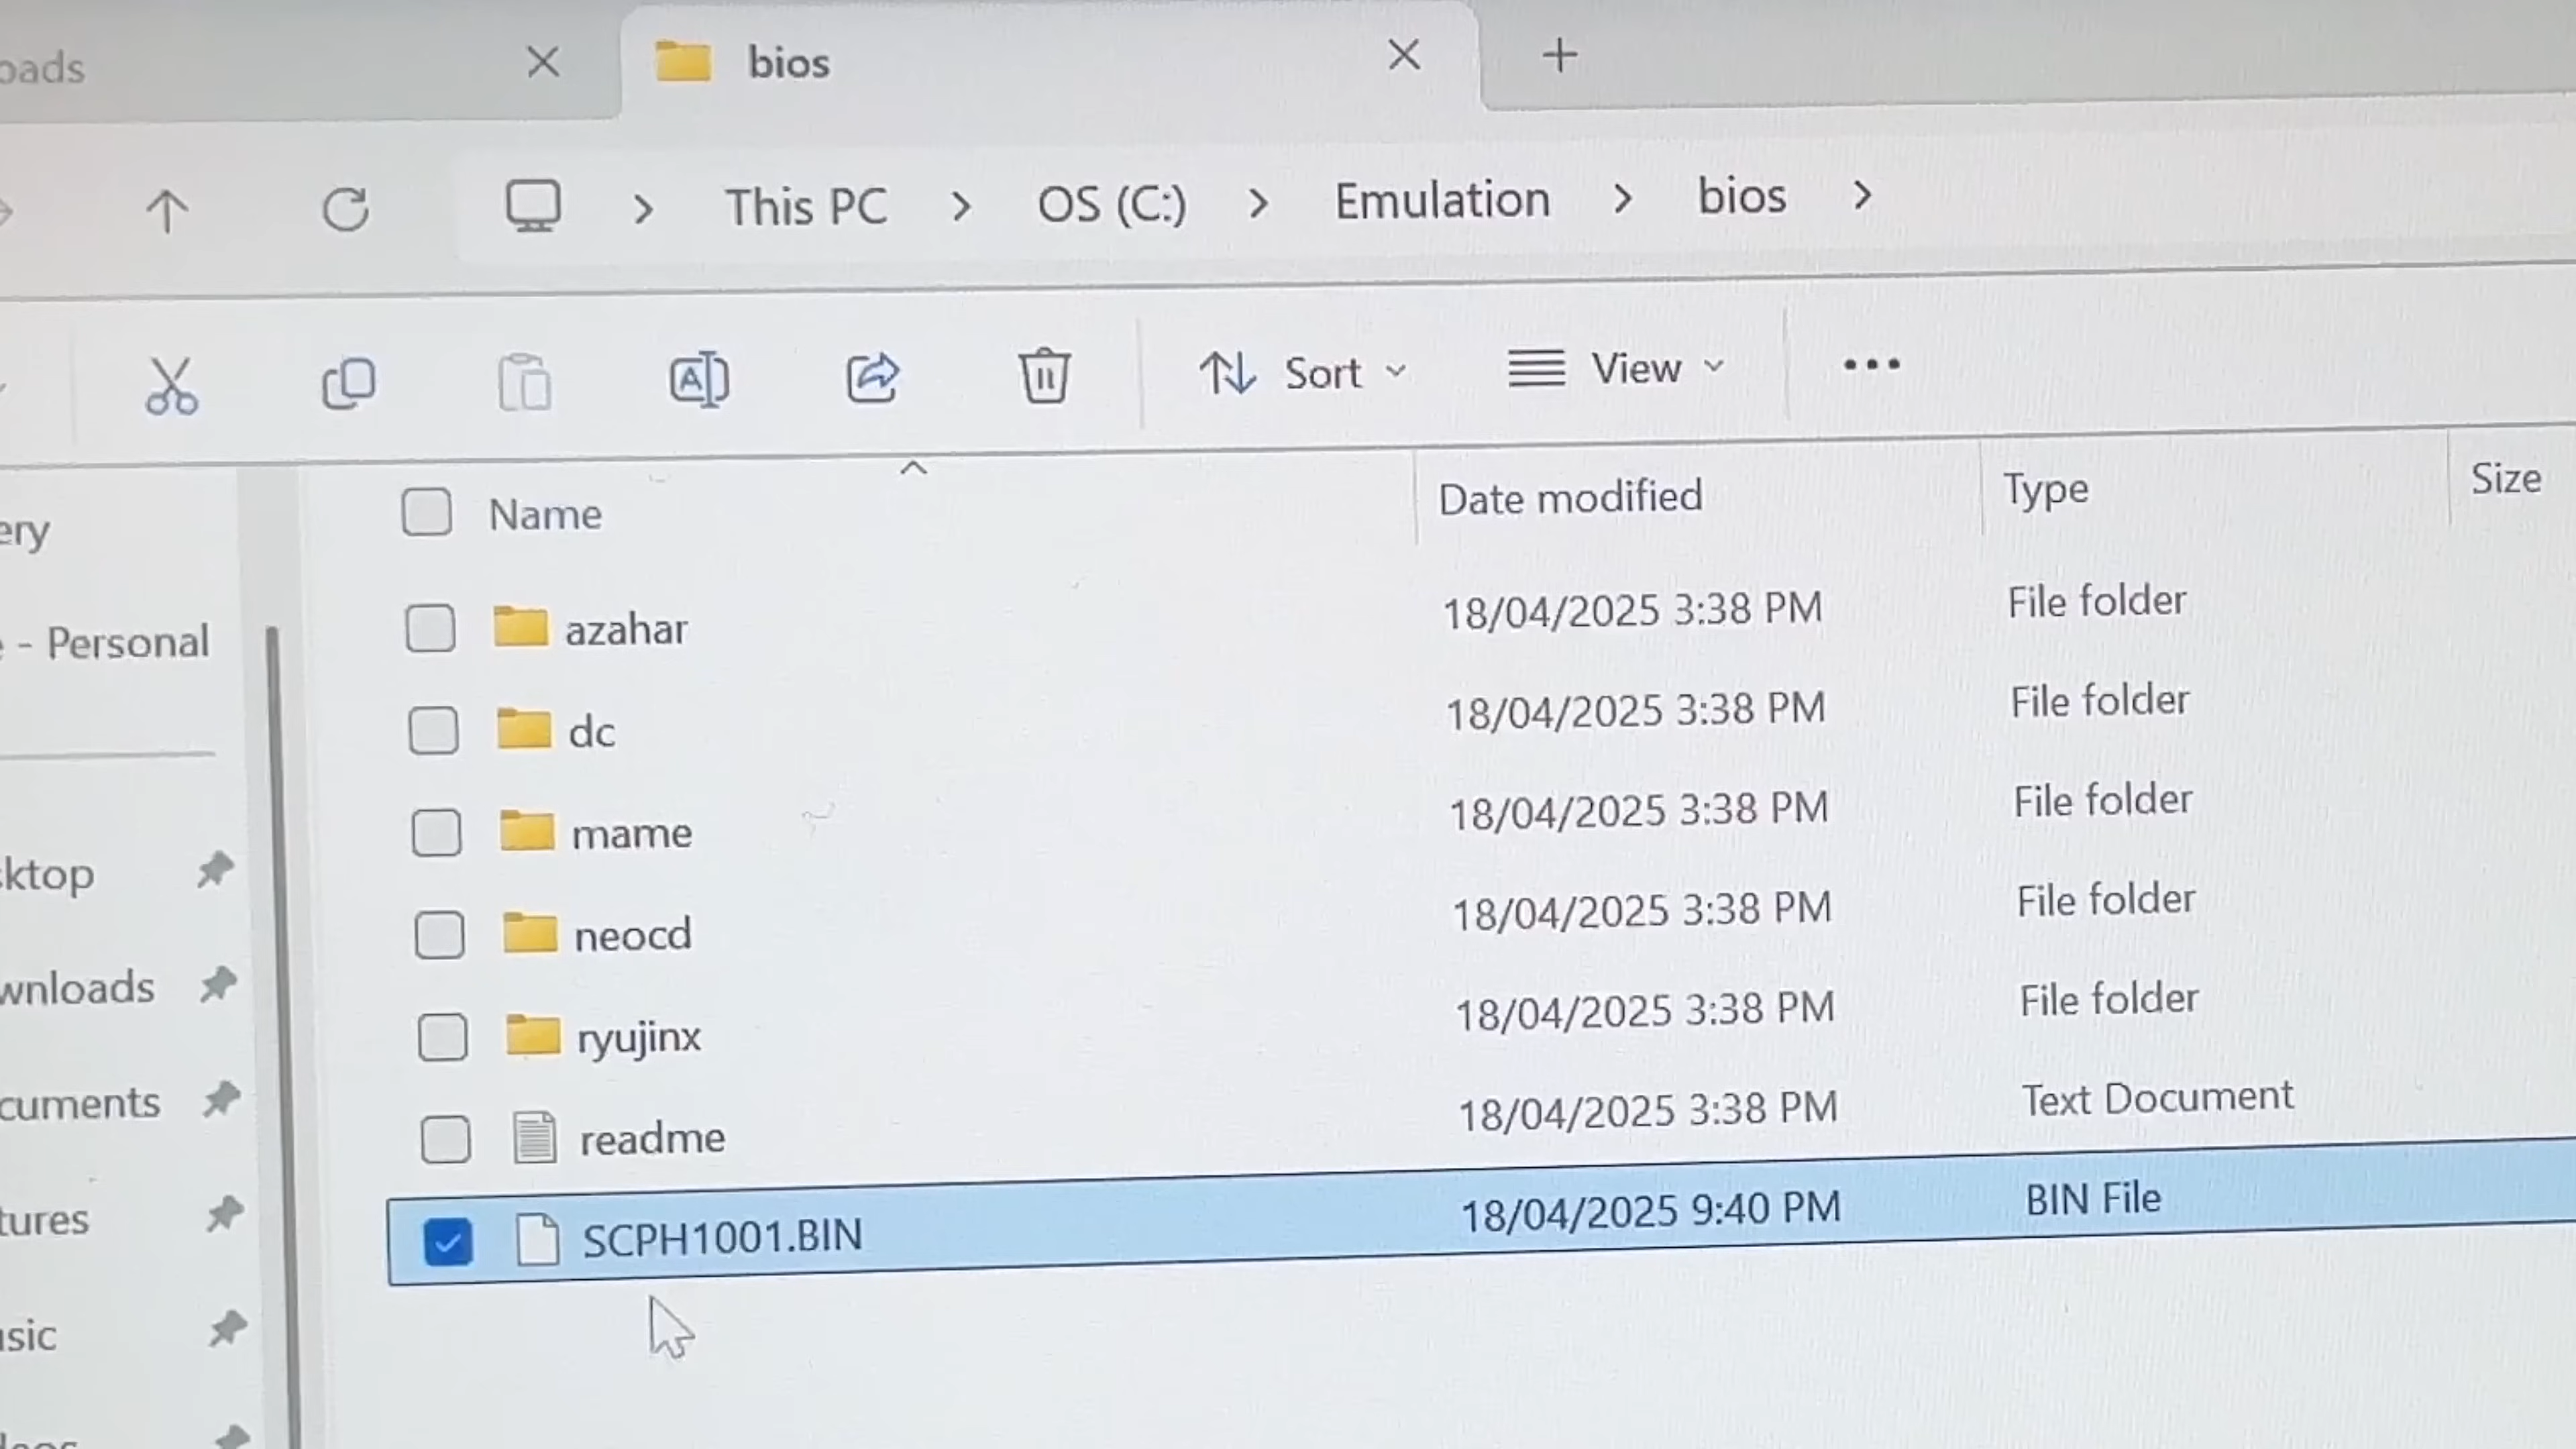 oads
bios
This PC > OS (C:) > Emulation > bios >
Sort
View
Name
Date modified
Type
Size
ery
- Personal
azahar 18/04/2025 3:38 PM File folder
dc 18/04/2025 3:38 PM File folder
mame 18/04/2025 3:38 PM File folder
ktop
neocd 18/04/2025 3:38 PM File folder
wnloads
ryujinx 18/04/2025 3:38 PM File folder
cuments
readme 18/04/2025 3:38 PM Text Document
tures
SCPH1001.BIN 18/04/2025 9:40 PM BIN File
sic